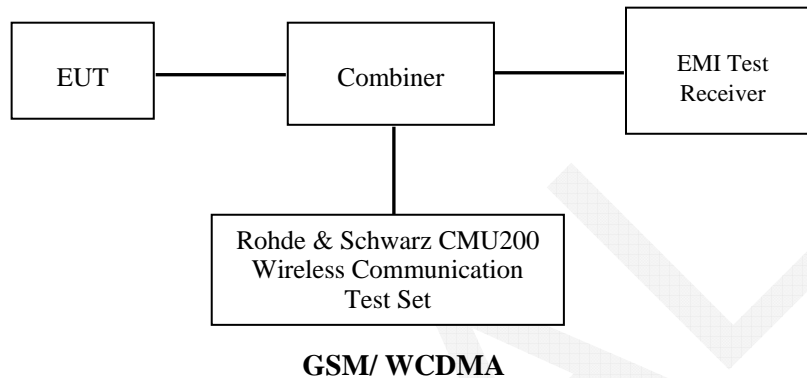 EUT
Combiner
EMI Test
Receiver
Rohde & Schwarz CMU200
Wireless Communication
Test Set
GSM/ WCDMA